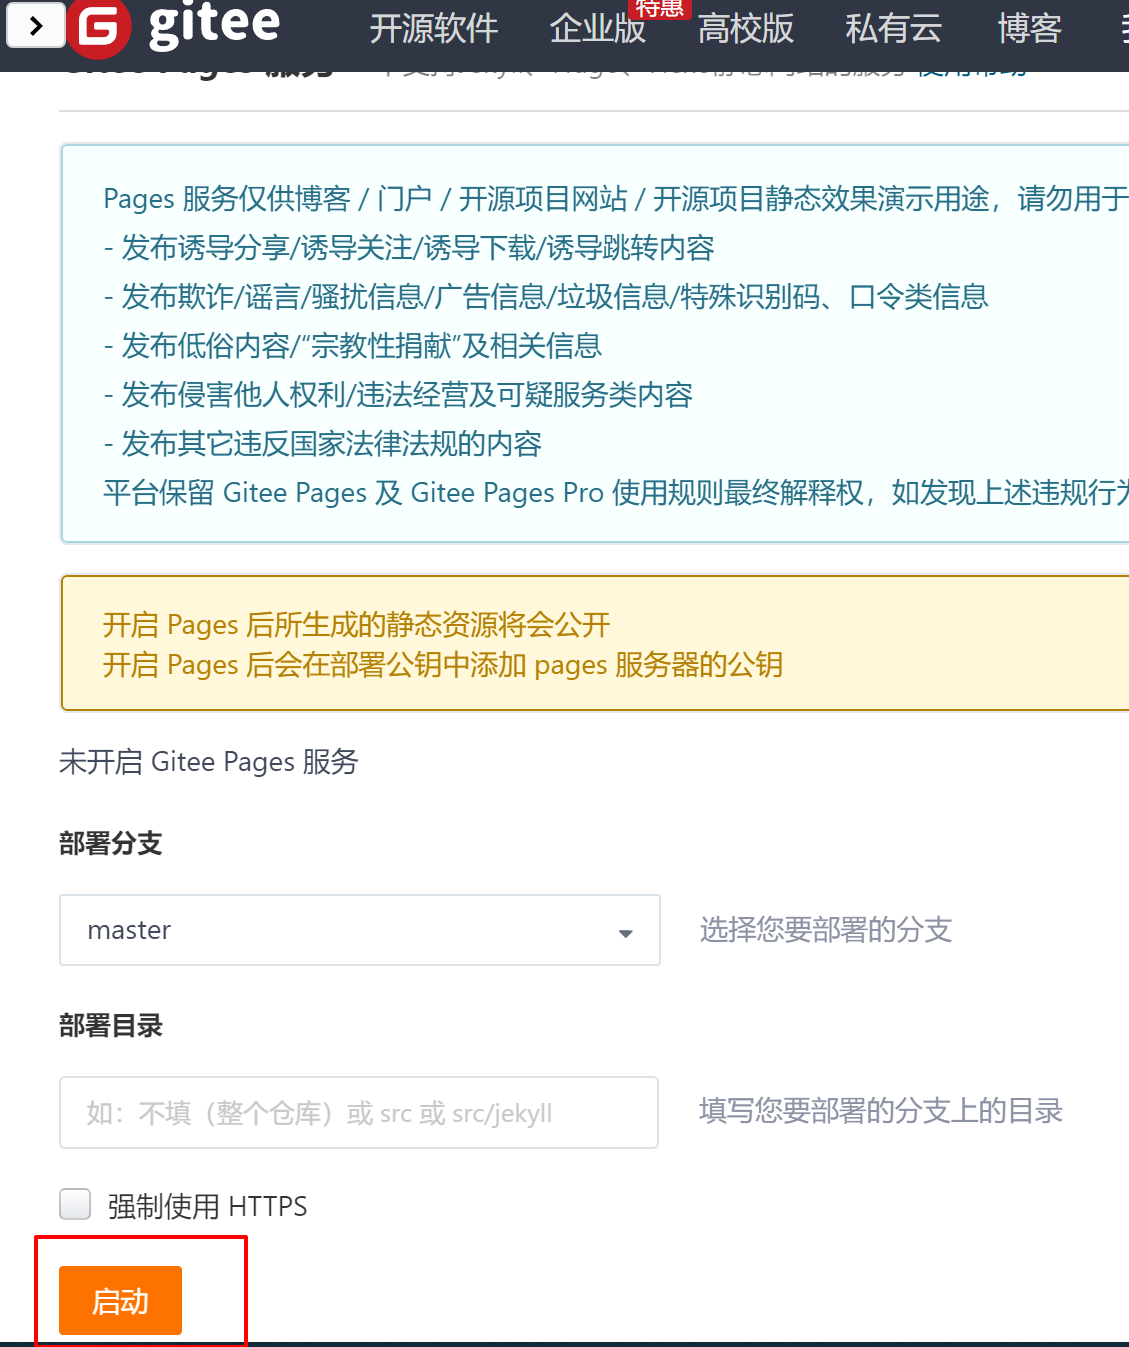 gitee
开源软件 企业版 特惠 高校版 私有云 博客
Gitee Pages 服务
使用帮助
Pages 服务仅供博客 / 门户 / 开源项目网站 / 开源项目静态效果演示用途，请勿用于
- 发布诱导分享/诱导关注/诱导下载/诱导跳转内容
- 发布欺诈/谣言/骚扰信息/广告信息/垃圾信息/特殊识别码、口令类信息
- 发布低俗内容/“宗教性捐献”及相关信息
- 发布侵害他人权利/违法经营及可疑服务类内容
- 发布其它违反国家法律法规的内容
平台保留 Gitee Pages 及 Gitee Pages Pro 使用规则最终解释权，如发现上述违规行为
开启 Pages 后所生成的静态资源将会公开
开启 Pages 后会在部署公钥中添加 pages 服务器的公钥
未开启 Gitee Pages 服务
部署分支
master 选择您要部署的分支
部署目录
如：不填（整个仓库）或 src 或 src/jekyll 填写您要部署的分支上的目录
强制使用 HTTPS
启动